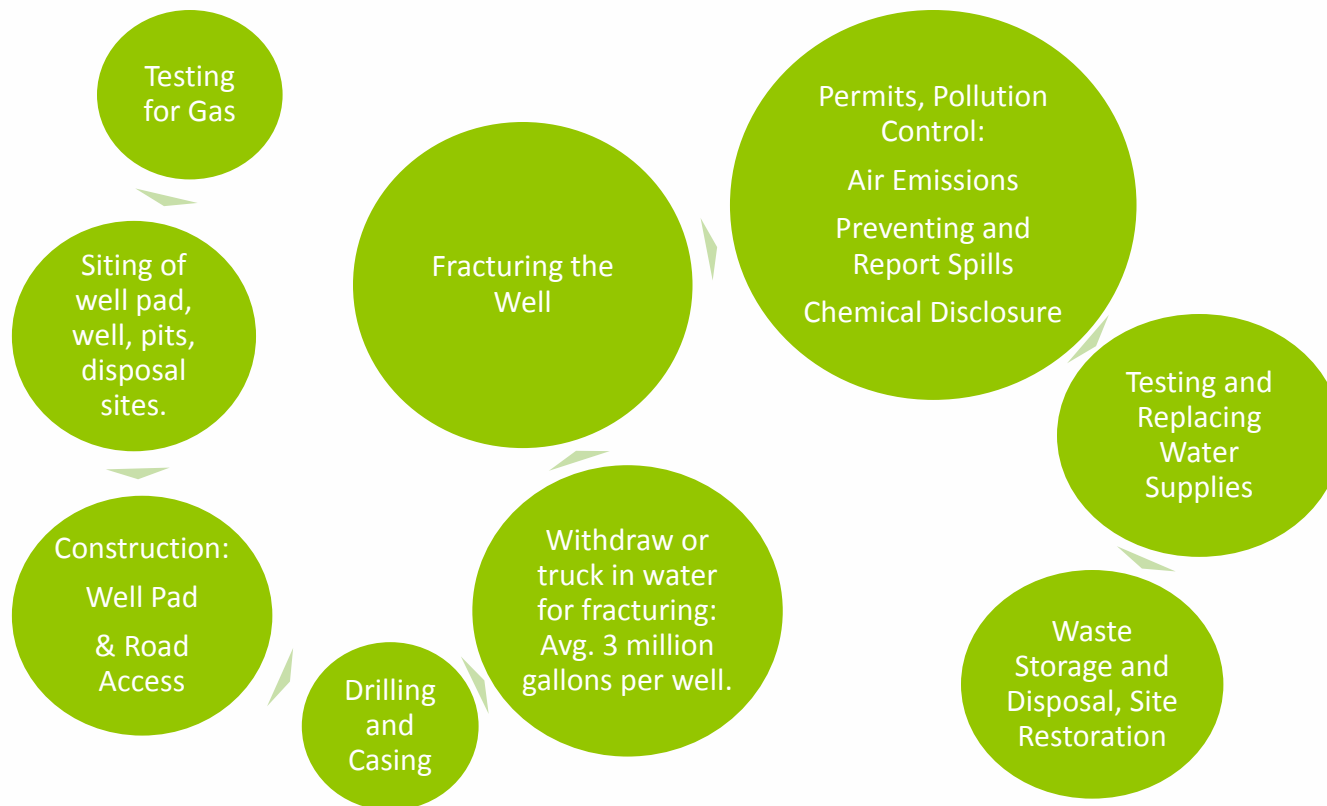 Testing
for Gas
Siting of
well pad,
well, pits,
disposal
sites.
Construction:
Well Pad
& Road
Access
Drilling
and
Casing
Withdraw or
truck in water
for fracturing:
Avg. 3 million
gallons per well.
Fracturing the
Well
Permits, Pollution
Control:
Air Emissions
Preventing and
Report Spills
Chemical Disclosure
Testing and
Replacing
Water
Supplies
Waste
Storage and
Disposal, Site
Restoration